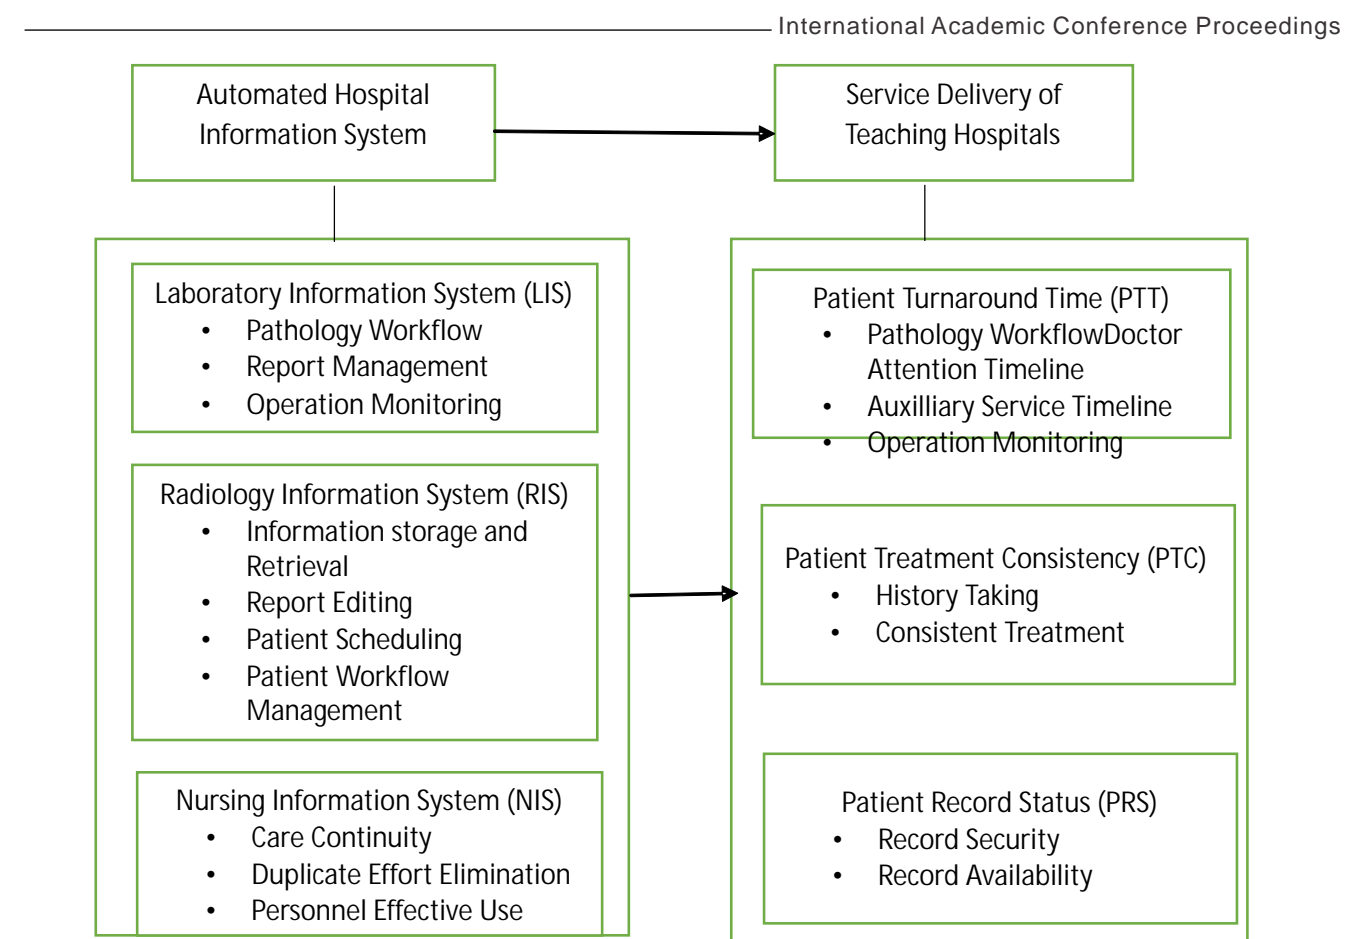 International Academic Conference Proceedings
Automated Hospital
Information System
Service Delivery of
Teaching Hospitals
Laboratory Information System (LIS)
• Pathology Workflow
• Report Management
• Operation Monitoring
Radiology Information System (RIS)
• Information storage and
Retrieval
• Report Editing
• Patient Scheduling
• Patient Workflow
Management
Nursing Information System (NIS)
• Care Continuity
• Duplicate Effort Elimination
• Personnel Effective Use
Patient Turnaround Time (PTT)
• Pathology WorkflowDoctor
Attention Timeline
• Auxilliary Service Timeline
• Operation Monitoring
Patient Treatment Consistency (PTC)
• History Taking
• Consistent Treatment
Patient Record Status (PRS)
• Record Security
• Record Availability